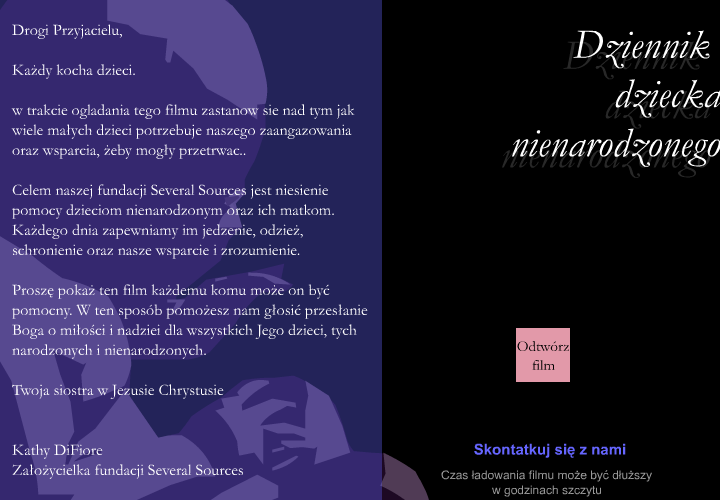 Drogi Przyjacielu,
Każdy kocha dzieci.
w trakcie ogladania tego filmu zastanow sie nad tym jak
wiele małych dzieci potrzebuje naszego zaangazowania
oraz wsparcia, żeby mogły przetrwac..
Celem naszej fundacji Several Sources jest niesienie
pomocy dzieciom nienarodzonym oraz ich matkom.
Każdego dnia zapewniamy im jedzenie, odzież,
schronienie oraz nasze wsparcie i zrozumienie.
Proszę pokaż ten film każdemu komu może on być
pomocny. W ten sposób pomożesz nam głosić przesłanie
Boga o miłości i nadziei dla wszystkich Jego dzieci, tych
narodzonych i nienarodzonych.
Twoja siostra w Jezusie Chrystusie
Kathy DiFiore
Założycielka fundacji Several Sources
Dziennik
dziecka
nienarodzonego
Odtwórz
film
Skontatkuj się z nami
Czas ładowania filmu może być dłuższy
w godzinach szczytu